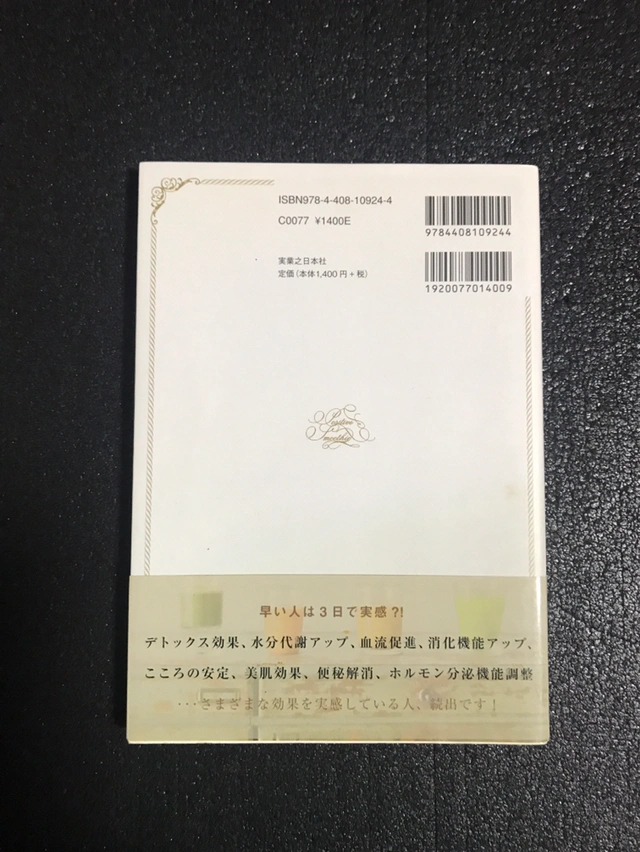 ISBN978-4-408-10924-4
C0077 ¥1400E
9784408109244
実業之日本社
定価(本体1,400円+税)
1920077014009
Positive
Smoothie
早い人は3日で実感?!
デトックス効果、水分代謝アップ、血流促進、消化機能アップ、
こころの安定、美肌効果、便秘解消、ホルモン分泌機能調整
・・・さまざまな効果を実感している人、続出です!